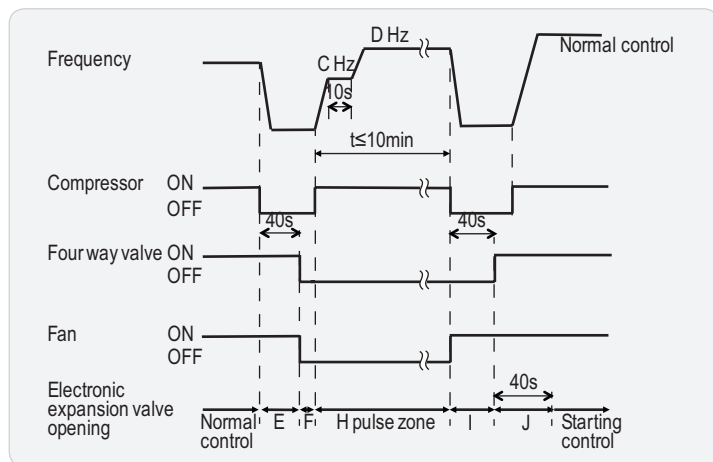 D Hz
Normal control
Frequency
C Hz
10s
t≤10min
Compressor ON
OFF
40s
40s
Four way valve ON
OFF
Fan ON
OFF
Electronic
expansion valve
opening
40s
Normal
control
E
F
H pulse zone
I
J
Starting
control